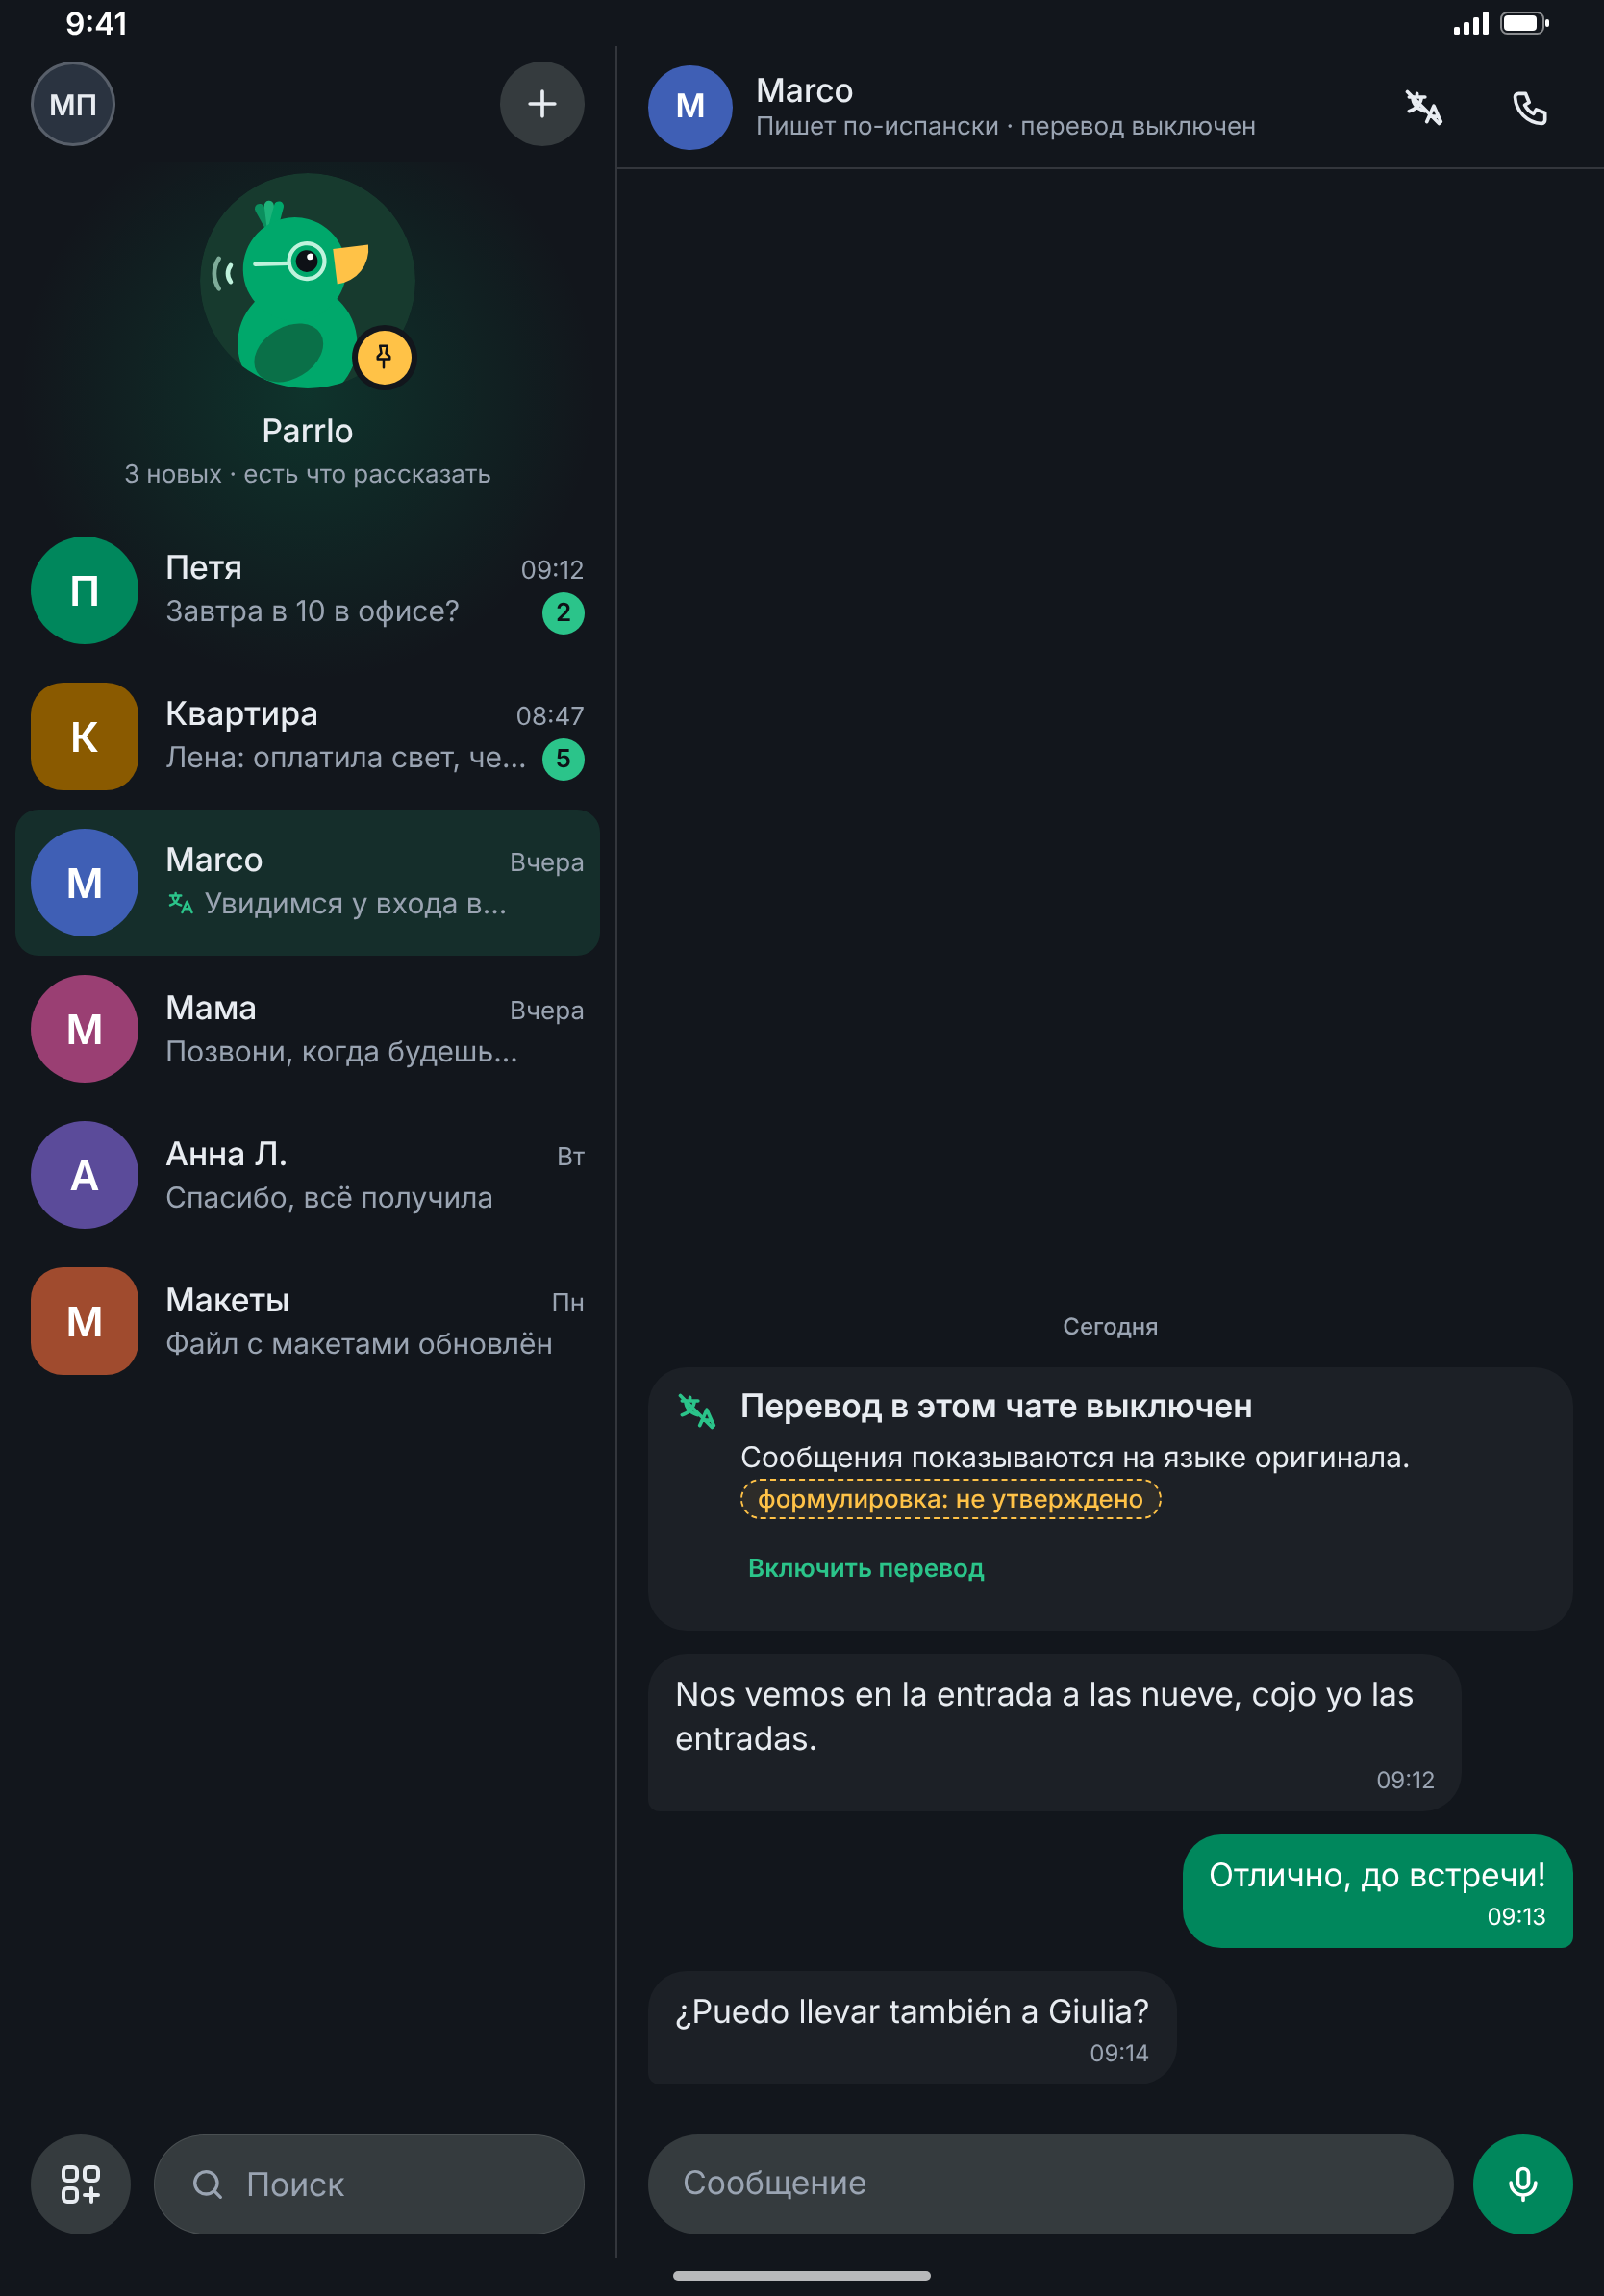 9:41
МП
Parrlo
3 новых · есть что рассказать
П
Петя
09:12
Завтра в 10 в офисе?
2
К
Квартира
08:47
Лена: оплатила свет, че...
5
M
Marco
Вчера
Увидимся у входа в...
М
Мама
Вчера
Позвони, когда будешь...
А
Анна Л.
Вт
Спасибо, всё получила
М
Макеты
Пн
Файл с макетами обновлён
Поиск
M
Marco
Пишет по-испански · перевод выключен
Сегодня
Перевод в этом чате выключен
Сообщения показываются на языке оригинала.
формулировка: не утверждено
Включить перевод
Nos vemos en la entrada a las nueve, cojo yo las
entradas.
09:12
Отлично, до встречи!
09:13
¿Puedo llevar también a Giulia?
09:14
Сообщение